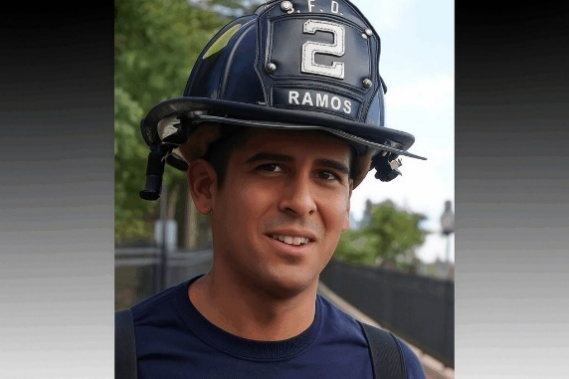 S. F. D.
2
RAMOS